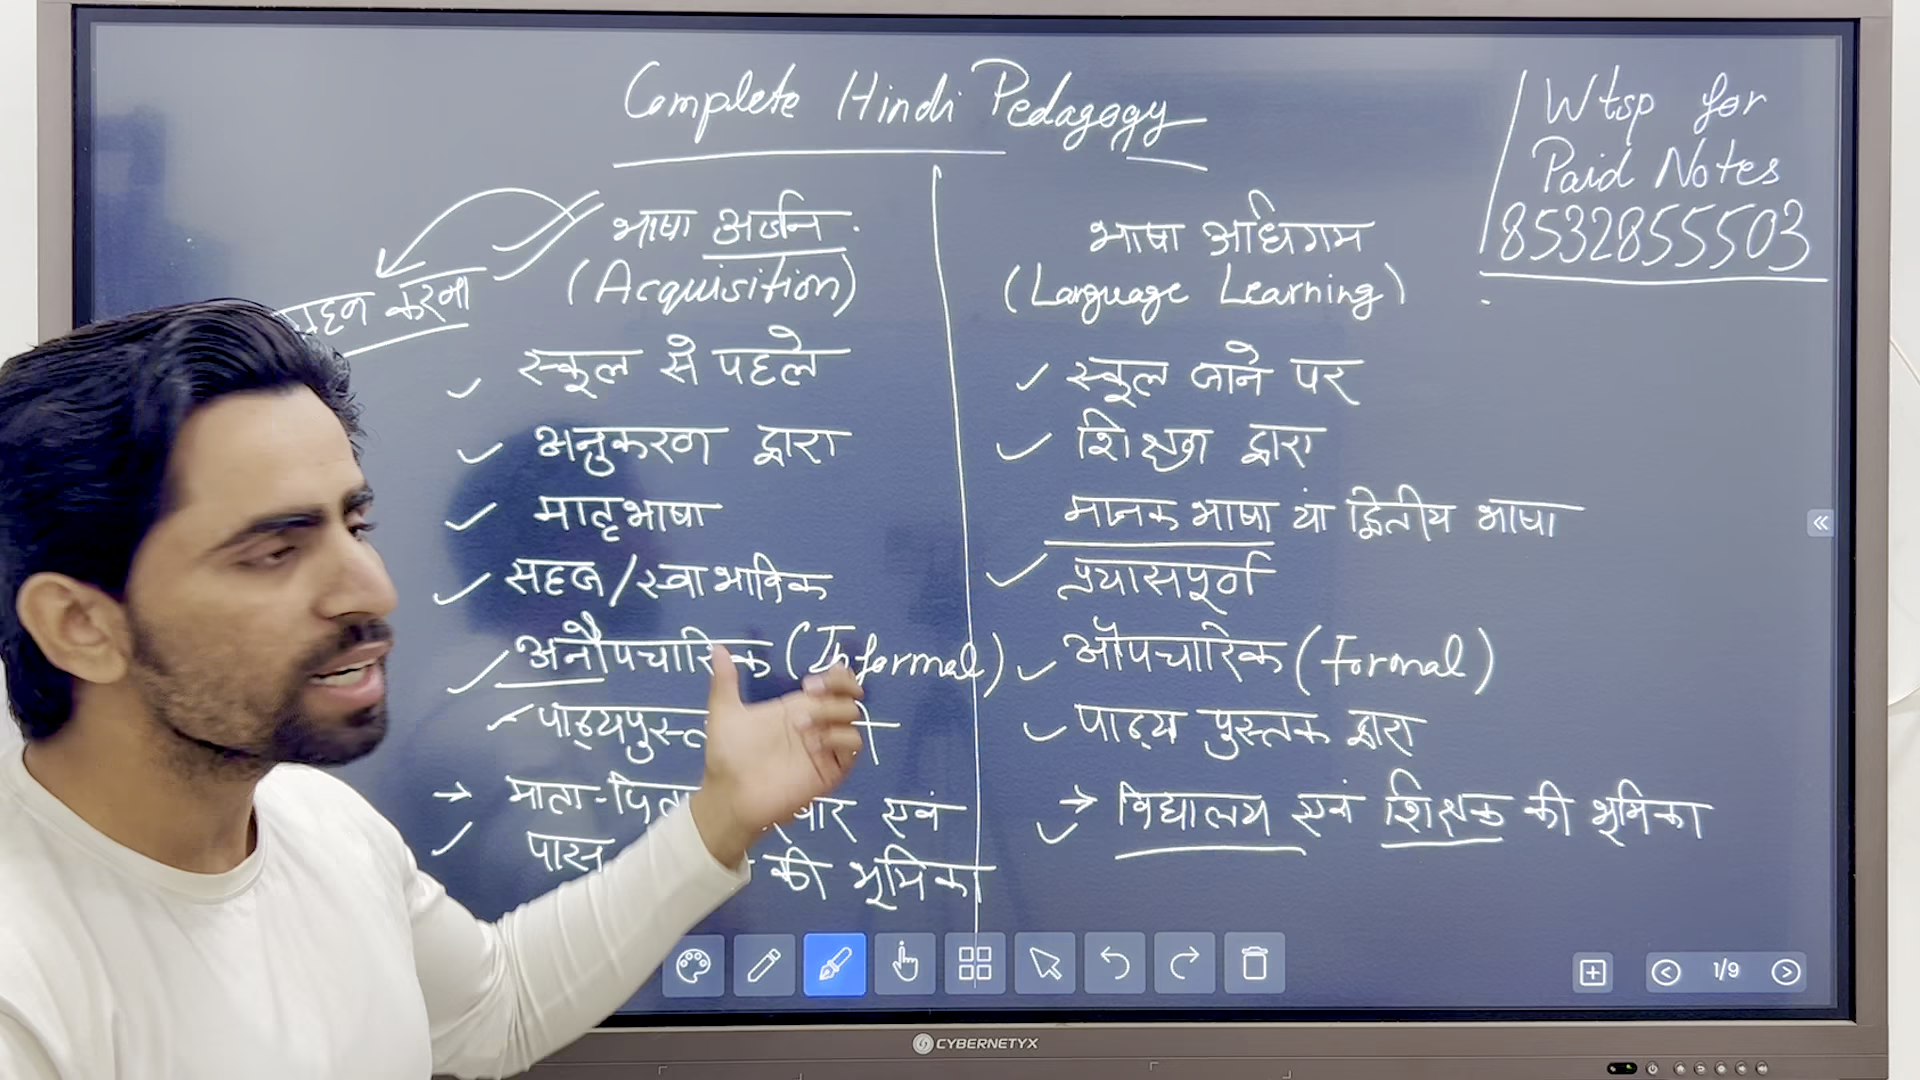 Complete Hindi Pedagogy
Wtsp for
Paid Notes
8532855503
भाषा अर्जन
(Acquisition)
करना
स्कूल से पहले
अनुकरण द्वारा
मातृभाषा
सहज/स्वाभाविक
अनौपचारिक (Informal)
माता-पिता एवं
पास की भूमिका
भाषा अधिगम
(Language Learning)
स्कूल जाने पर
शिक्षण द्वारा
मानक भाषा या द्वितीय भाषा
प्रयासपूर्ण
औपचारिक (Formal)
पाठ्य पुस्तक द्वारा
→ विद्यालय एवं शिक्षक की भूमिका
1/9
CYBERNETYX